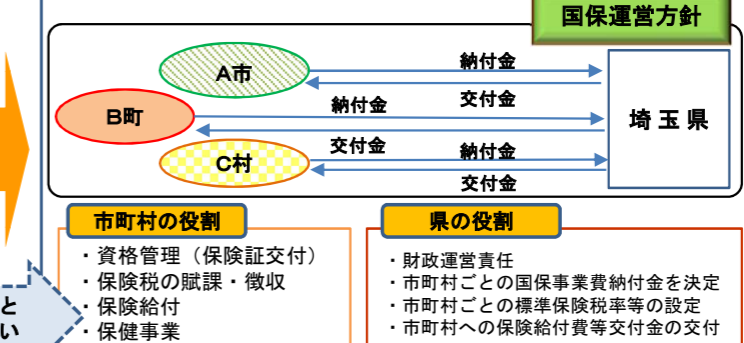 国保運営方針
A市
納付金
交付金
B町
納付金
交付金
埼玉県
C村
納付金
交付金
市町村の役割
・資格管理（保険証交付）
・保険税の賦課・徴収
・保険給付
・保健事業
県の役割
・財政運営責任
・市町村ごとの国保事業費納付金を決定
・市町村ごとの標準保険税率等の設定
・市町村への保険給付費等交付金の交付
と
い